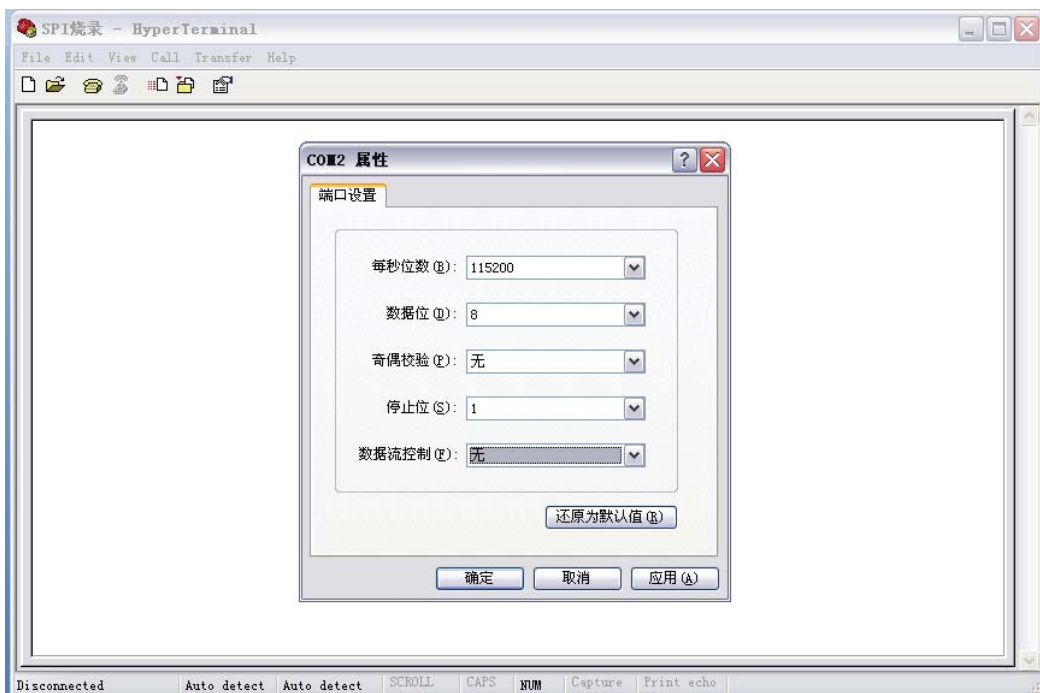 SPI烧录 - HyperTerminal
File Edit View Call Transfer Help
COM2 属性
端口设置
每秒位数(B): 115200
数据位(D): 8
奇偶校验(P): 无
停止位(S): 1
数据流控制(F): 无
还原为默认值(R)
确定 取消 应用(A)
Disconnected Auto detect Auto detect SCROLL CAPS NUM Capture Print echo